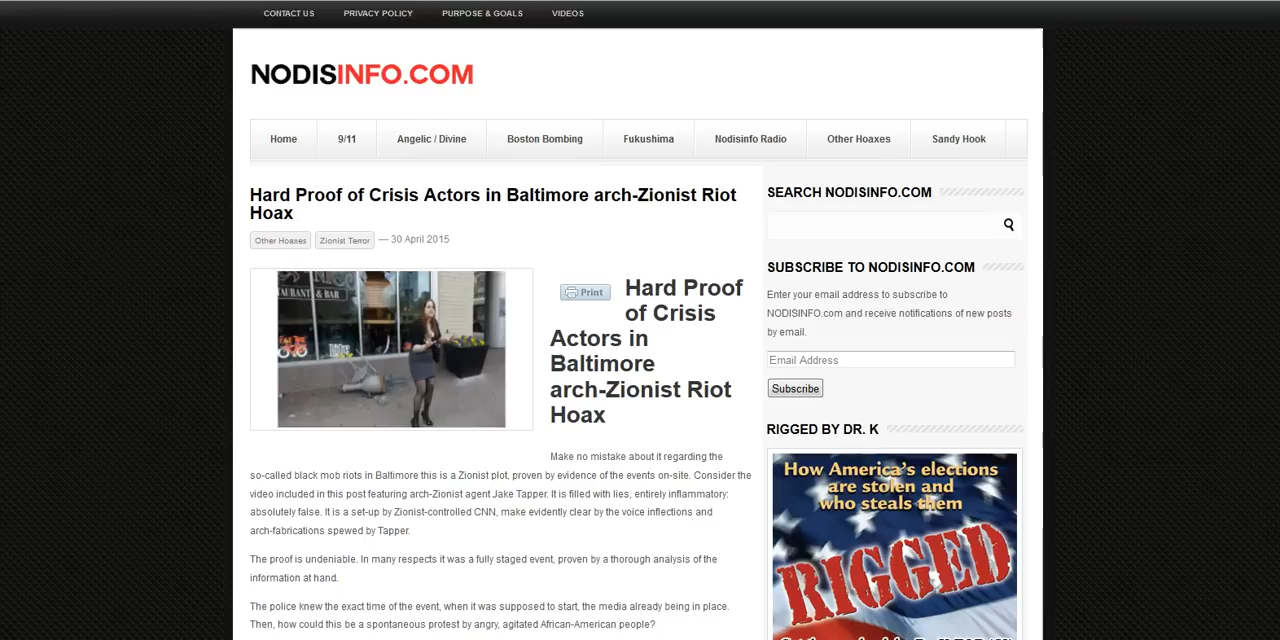 CONTACT US PRIVACY POLICY PURPOSE & GOALS VIDEOS
NODISINFO.COM
Home 9/11 Angelic / Divine Boston Bombing Fukushima Nodisinfo Radio Other Hoaxes Sandy Hook
Hard Proof of Crisis Actors in Baltimore arch-Zionist Riot
Hoax
Other Hoaxes Zionist Terror — 30 April 2015
Print
Hard Proof
of Crisis
Actors in
Baltimore
arch-Zionist Riot
Hoax
Make no mistake about it regarding the
so-called black mob riots in Baltimore this is a Zionist plot, proven by evidence of the events on-site. Consider the
video included in this post featuring arch-Zionist agent Jake Tapper. It is filled with lies, entirely inflammatory:
absolutely false. It is a set-up by Zionist-controlled CNN, make evidently clear by the voice inflections and
arch-fabrications spewed by Tapper.
The proof is undeniable. In many respects it was a fully staged event, proven by a thorough analysis of the
information at hand.
The police knew the exact time of the event, when it was supposed to start, the media already being in place.
Then, how could this be a spontaneous protest by angry, agitated African-American people?
SEARCH NODISINFO.COM
SUBSCRIBE TO NODISINFO.COM
Enter your email address to subscribe to
NODISINFO.com and receive notifications of new posts
by email.
Email Address
Subscribe
RIGGED BY DR. K
How America's elections
are stolen and
who steals them
RIGGED